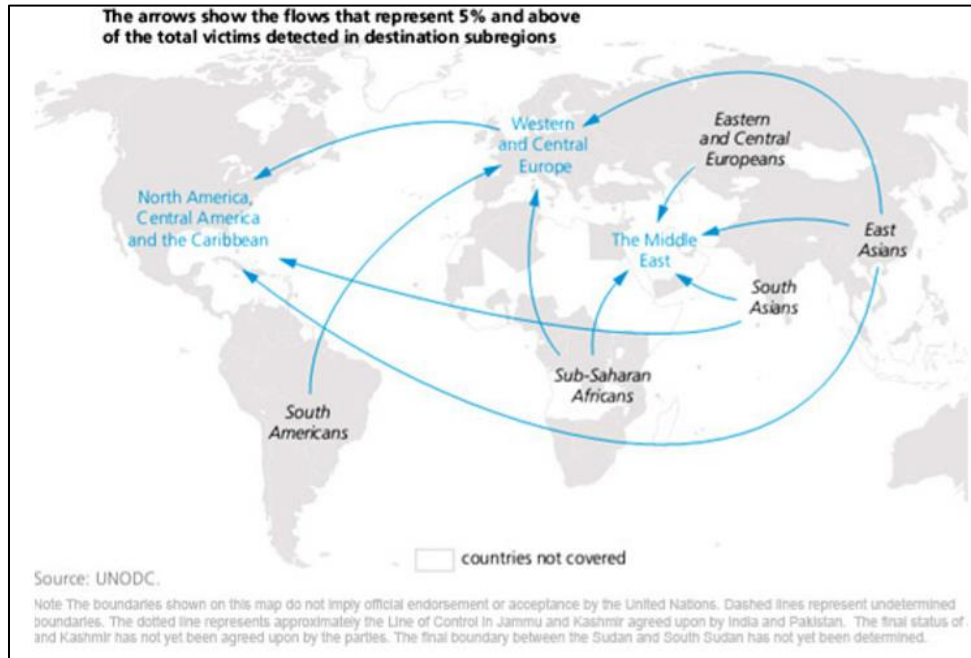 The arrows show the flows that represent 5% and above
of the total victims detected in destination subregions
Western
and Central
Europe
Eastern
and Central
Europeans
North America,
Central America
and the Caribbean
The Middle
East
East
Asians
South
Asians
Sub-Saharan
Africans
South
Americans
countries not covered
Source: UNODC.
Note The boundaries shown on this map do not imply official endorsement or acceptance by the United Nations. Dashed lines represent undetermined
boundaries. The dotted line represents approximately the Line of Control in Jammu and Kashmir agreed upon by India and Pakistan. The final status of
and Kashmir has not yet been agreed upon by the parties. The final boundary between the Sudan and South Sudan has not yet been determined.